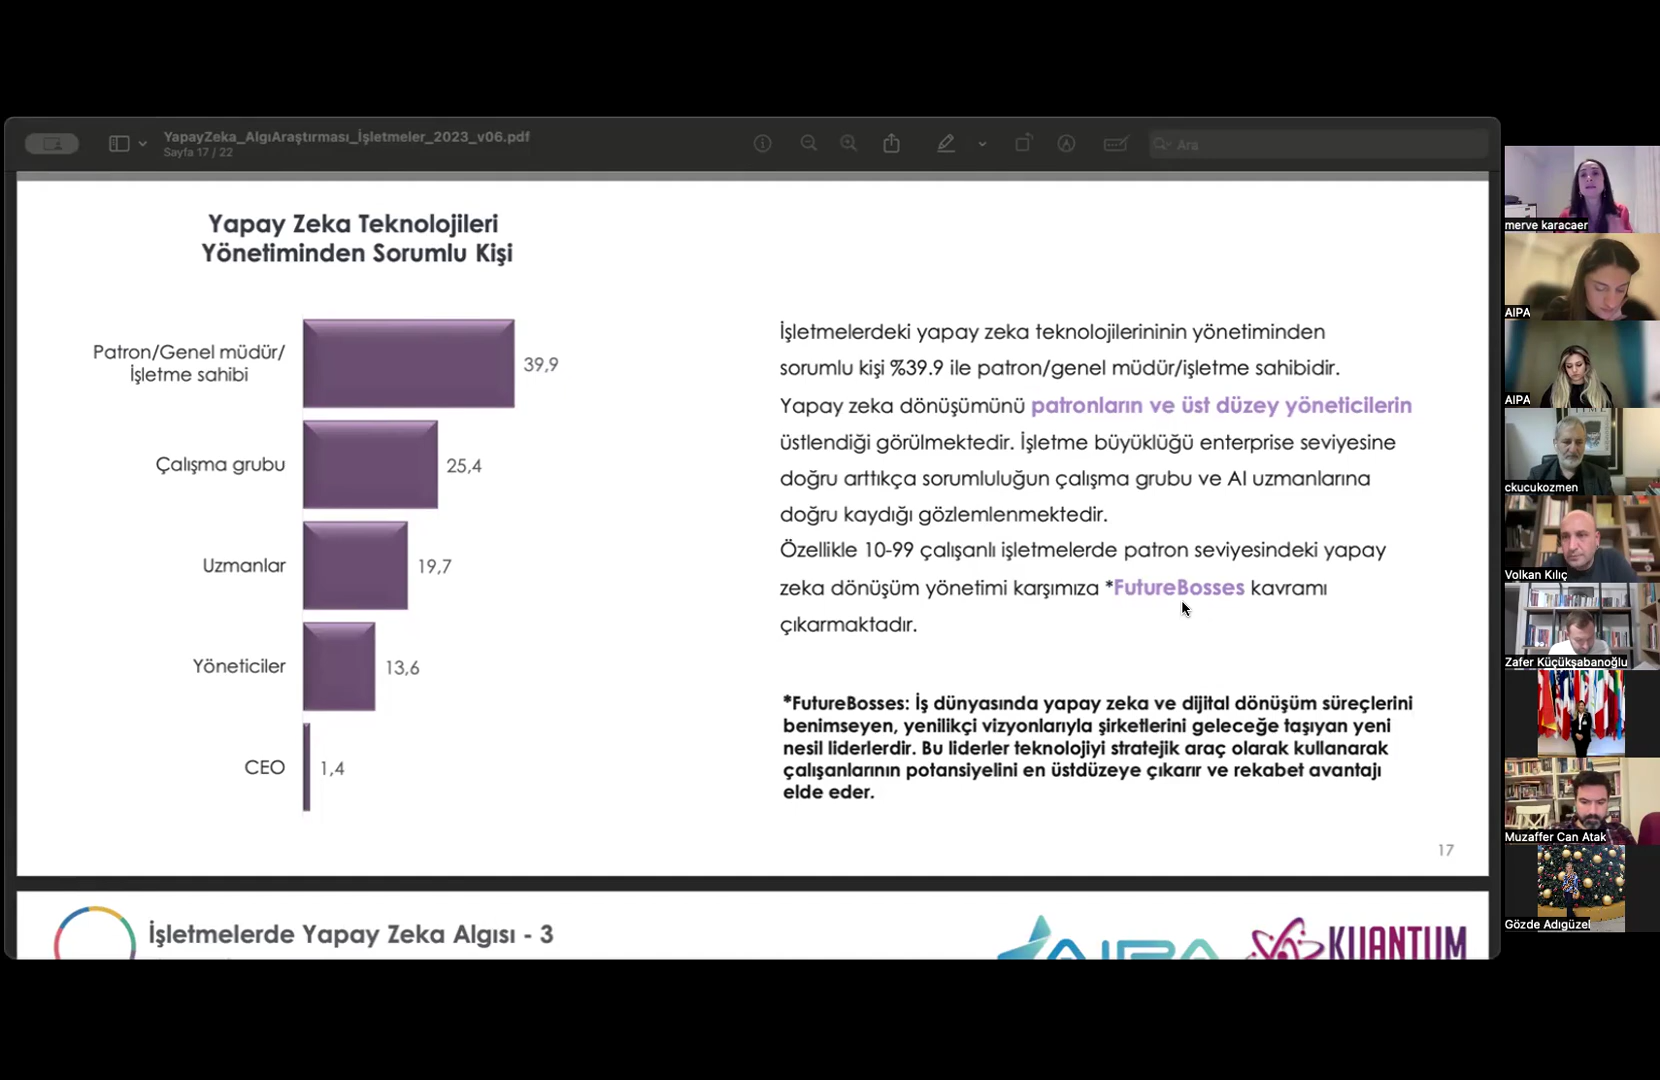 YapayZeka_AlgıAraştırması_İşletmeler_2023_v06.pdf
Sayfa 17 / 22
Ara
Yapay Zeka Teknolojileri
Yönetiminden Sorumlu Kişi
Patron/Genel müdür/
İşletme sahibi
39,9
Çalışma grubu
25,4
Uzmanlar
19,7
Yöneticiler
13,6
CEO
1,4
İşletmelerdeki yapay zeka teknolojilerininin yönetiminden
sorumlu kişi %39.9 ile patron/genel müdür/işletme sahibidir.
Yapay zeka dönüşümünü patronların ve üst düzey yöneticilerin
üstlendiği görülmektedir. İşletme büyüklüğü enterprise seviyesine
doğru arttıkça sorumluluğun çalışma grubu ve AI uzmanlarına
doğru kaydığı gözlemlenmektedir.
Özellikle 10-99 çalışanlı işletmelerde patron seviyesindeki yapay
zeka dönüşüm yönetimi karşımıza *FutureBosses kavramı
çıkarmaktadır.
*FutureBosses: İş dünyasında yapay zeka ve dijital dönüşüm süreçlerini
benimseyen, yenilikçi vizyonlarıyla şirketlerini geleceğe taşıyan yeni
nesil liderlerdir. Bu liderler teknolojiyi stratejik araç olarak kullanarak
çalışanlarının potansiyelini en üstdüzeye çıkarır ve rekabet avantajı
elde eder.
17
İşletmelerde Yapay Zeka Algısı - 3
AIPA
KUANTUM
merve karacaer
AIPA
AIPA
ckucukozmen
Volkan Kılıç
Zafer Küçükşabanoğlu
Muzaffer Can Atak
Gözde Adıgüzel